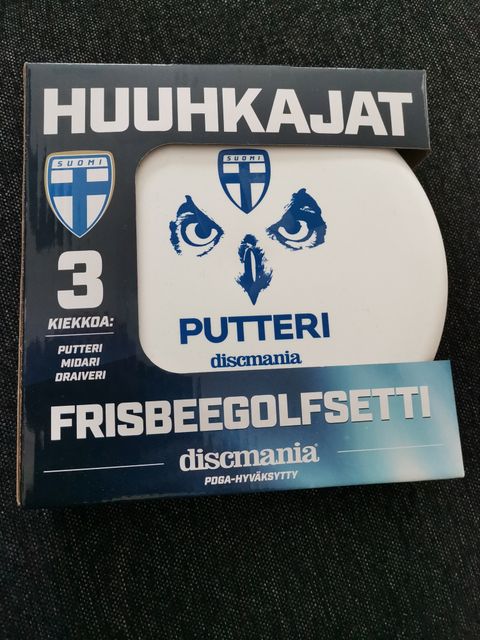 HUUHKAJAT
SUOMI
SUOMI
3
KIEKKOA:
PUTTERI
MIDARI
DRAIVERI
PUTTERI
discmania
FRISBEEGOLFSETTI
discmania®
PDGA-HYVÄKSYTTY